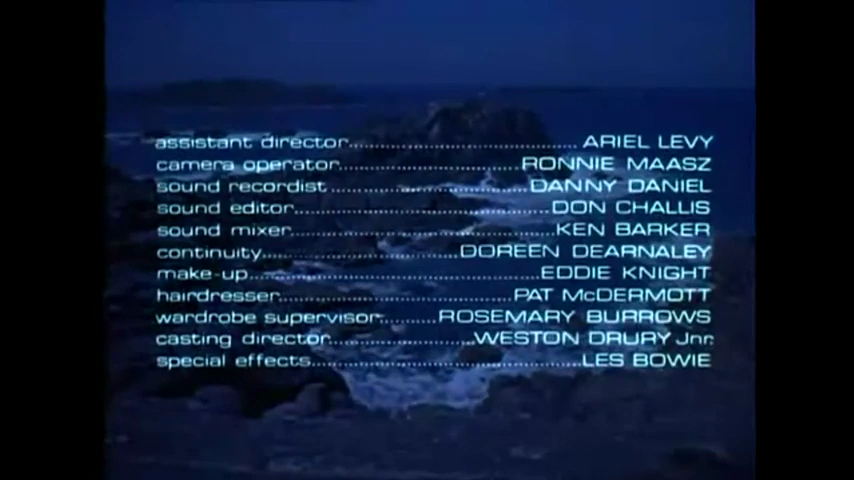 assistant director.......................................... ARIEL LEVY
camera operator.................................RONNIE MAASZ
sound recordist....................................DANNY DANIEL
sound editor..............................................DON CHALLIS
sound mixer..............................................KEN BARKER
continuity...................................DOREEN DEARNALEY
make-up....................................................EDDIE KNIGHT
hairdresser..........................................PAT McDERMOTT
wardrobe supervisor..........ROSEMARY BURROWS
casting director..........................WESTON DRURY Jnr.
special effects................................................LES BOWIE